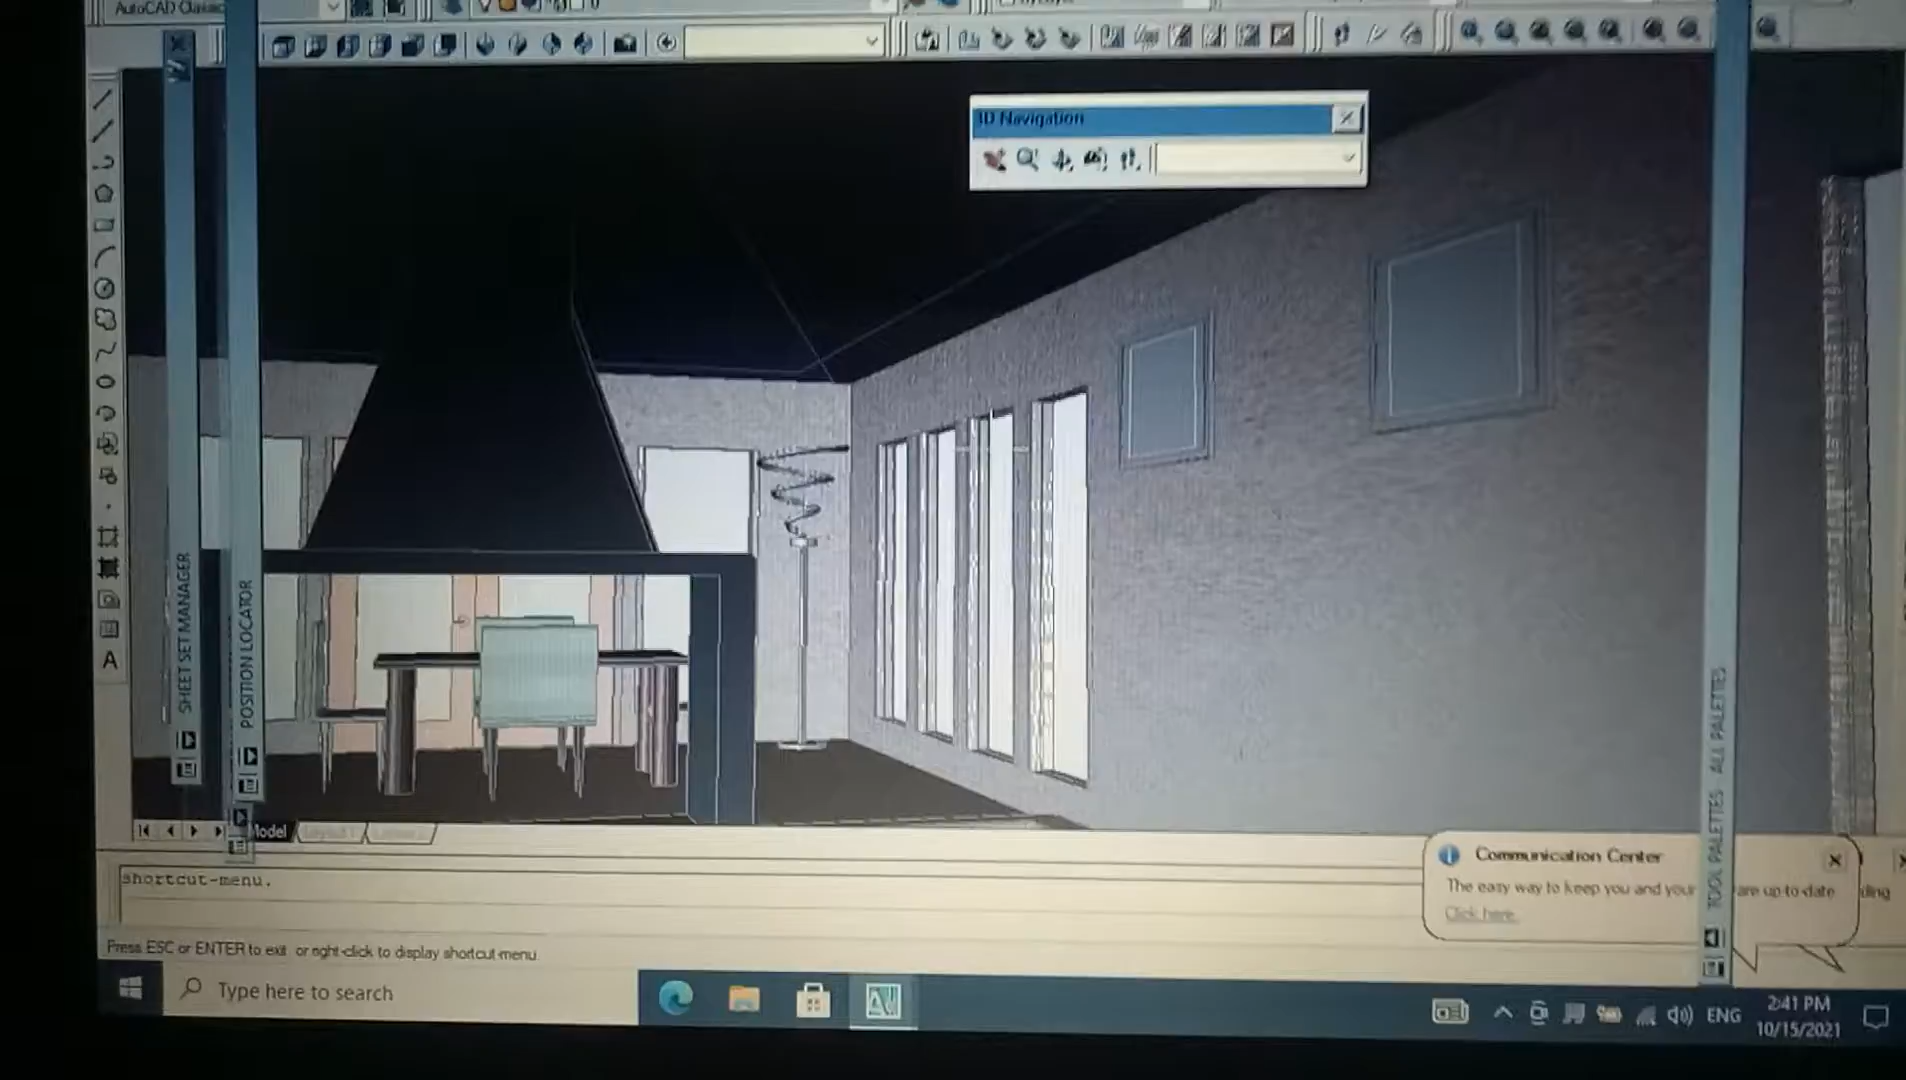 AutoCAD Classic
3D Navigation
SHEET SET MANAGER
POSITION LOCATOR
TOOL PALETTES ALL PALETTES
Model
shortcut-menu.
Press ESC or ENTER to exit or right-click to display shortcut-menu.
Communication Center
The easy way to keep you and your are up-to-date
Click here.
A
Type here to search
ENG
2:41 PM
10/15/2021